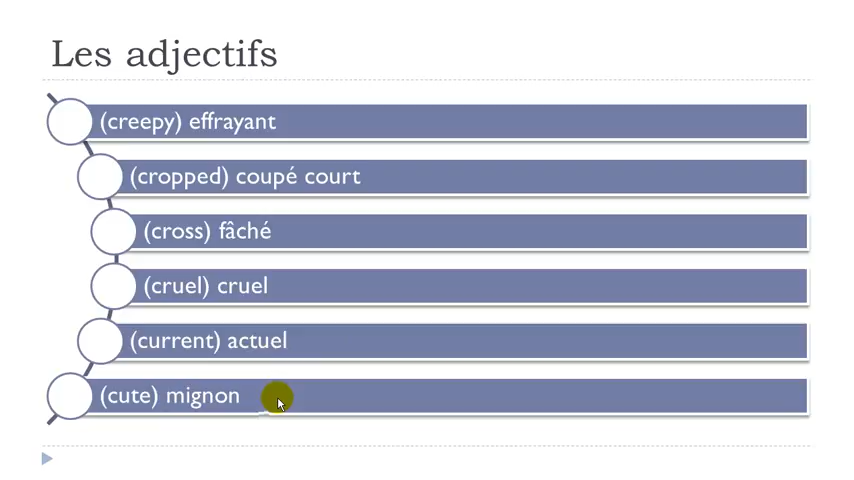 Les adjectifs
(creepy) effrayant
(cropped) coupé court
(cross) fâché
(cruel) cruel
(current) actuel
(cute) mignon